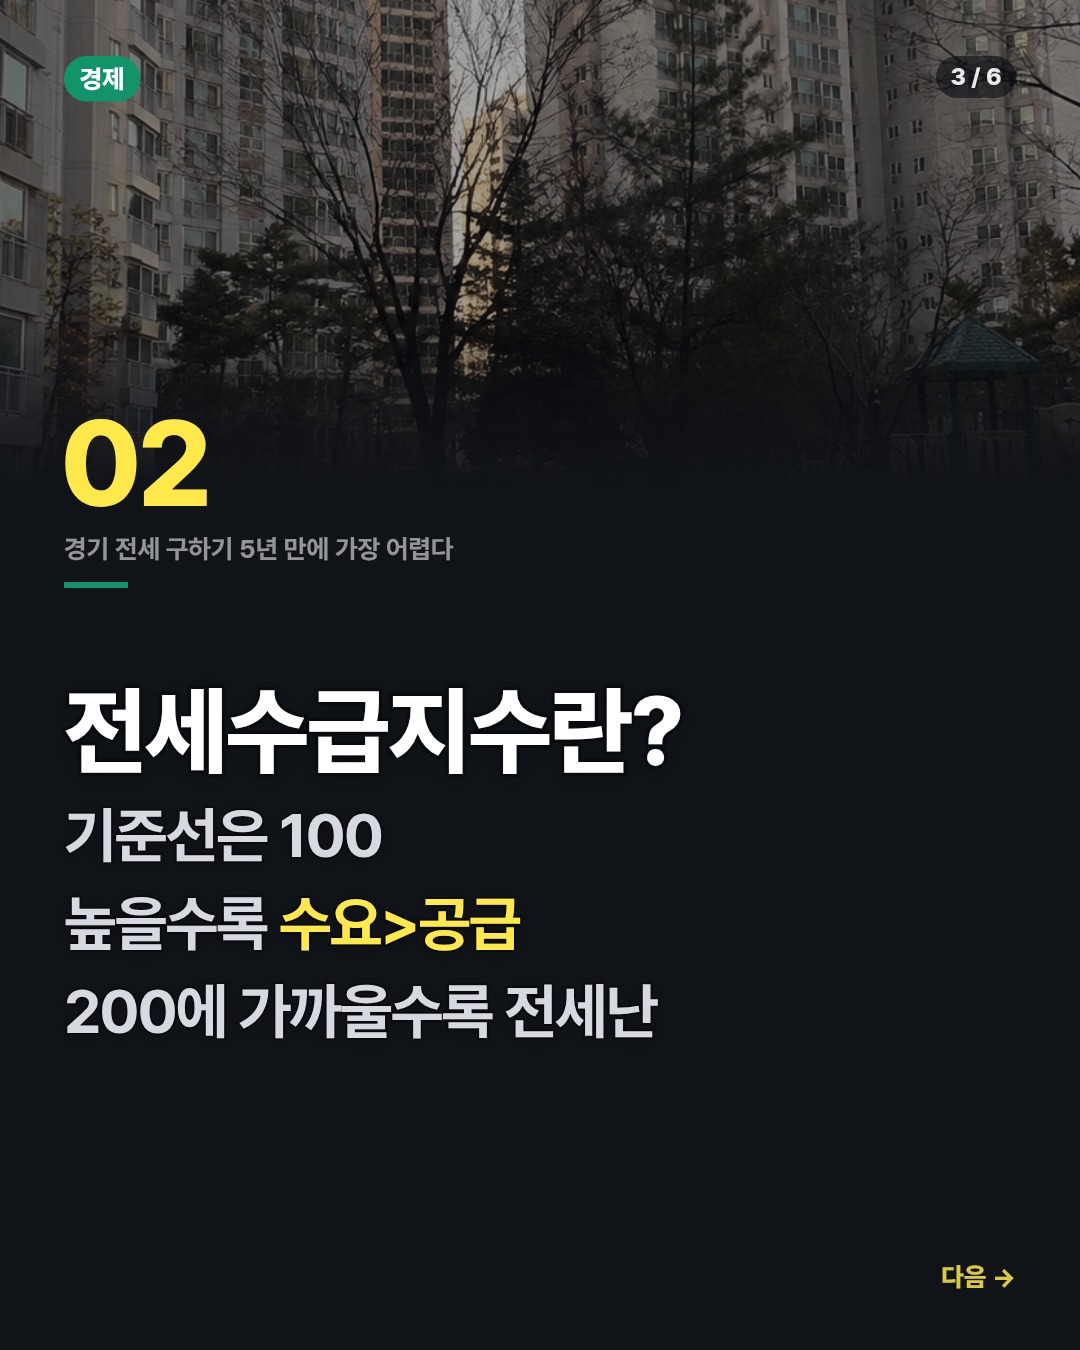 경제
3 / 6
02
경기 전세 구하기 5년 만에 가장 어렵다
전세수급지수란?
기준선은 100
높을수록 수요>공급
200에 가까울수록 전세난
다음 →